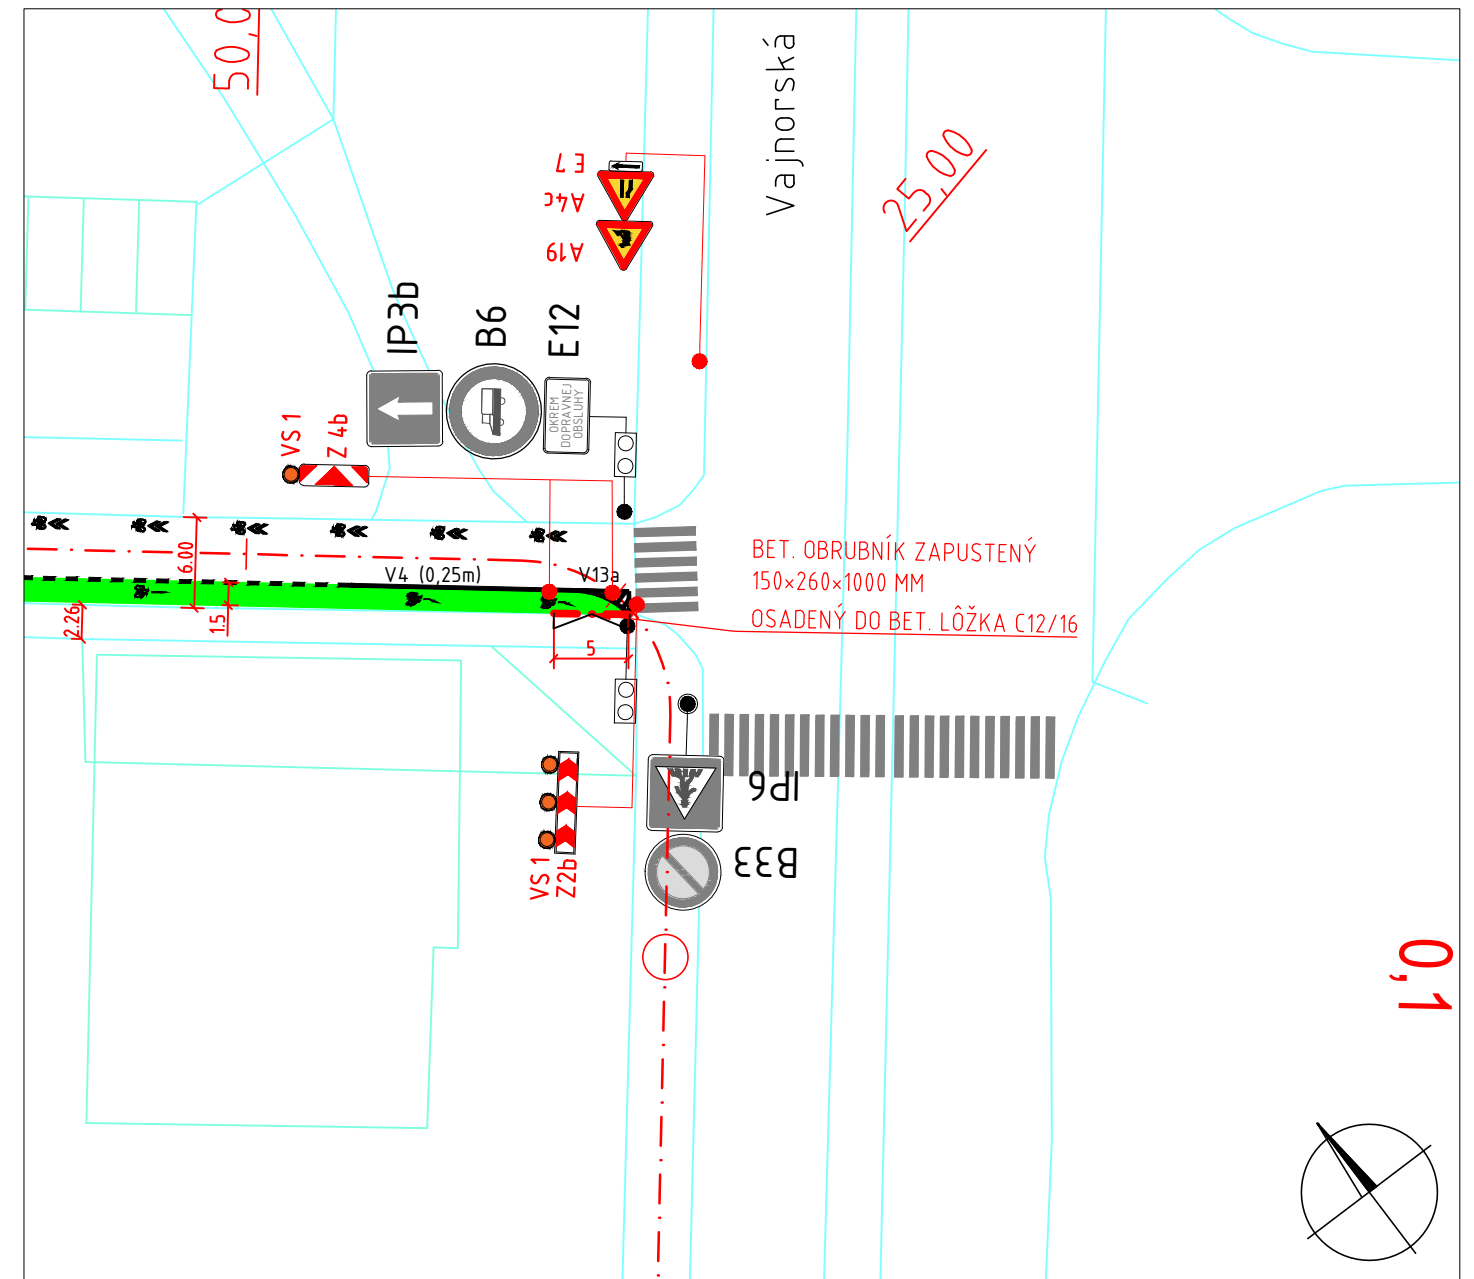 50,0
Vajnorská
25,00
E 7
A4c
A19
IP3b
B6
E12
OKREM
DOPRAVNEJ
OBSLUHY
VS 1
Z 4b
6.00
V4 (0,25m)
V13a
BET. OBRUBNÍK ZAPUSTENÝ
150×260×1000 MM
OSADENÝ DO BET. LÔŽKA C12/16
2.26
1.5
5
IP6
B33
VS 1
Z2b
0,1